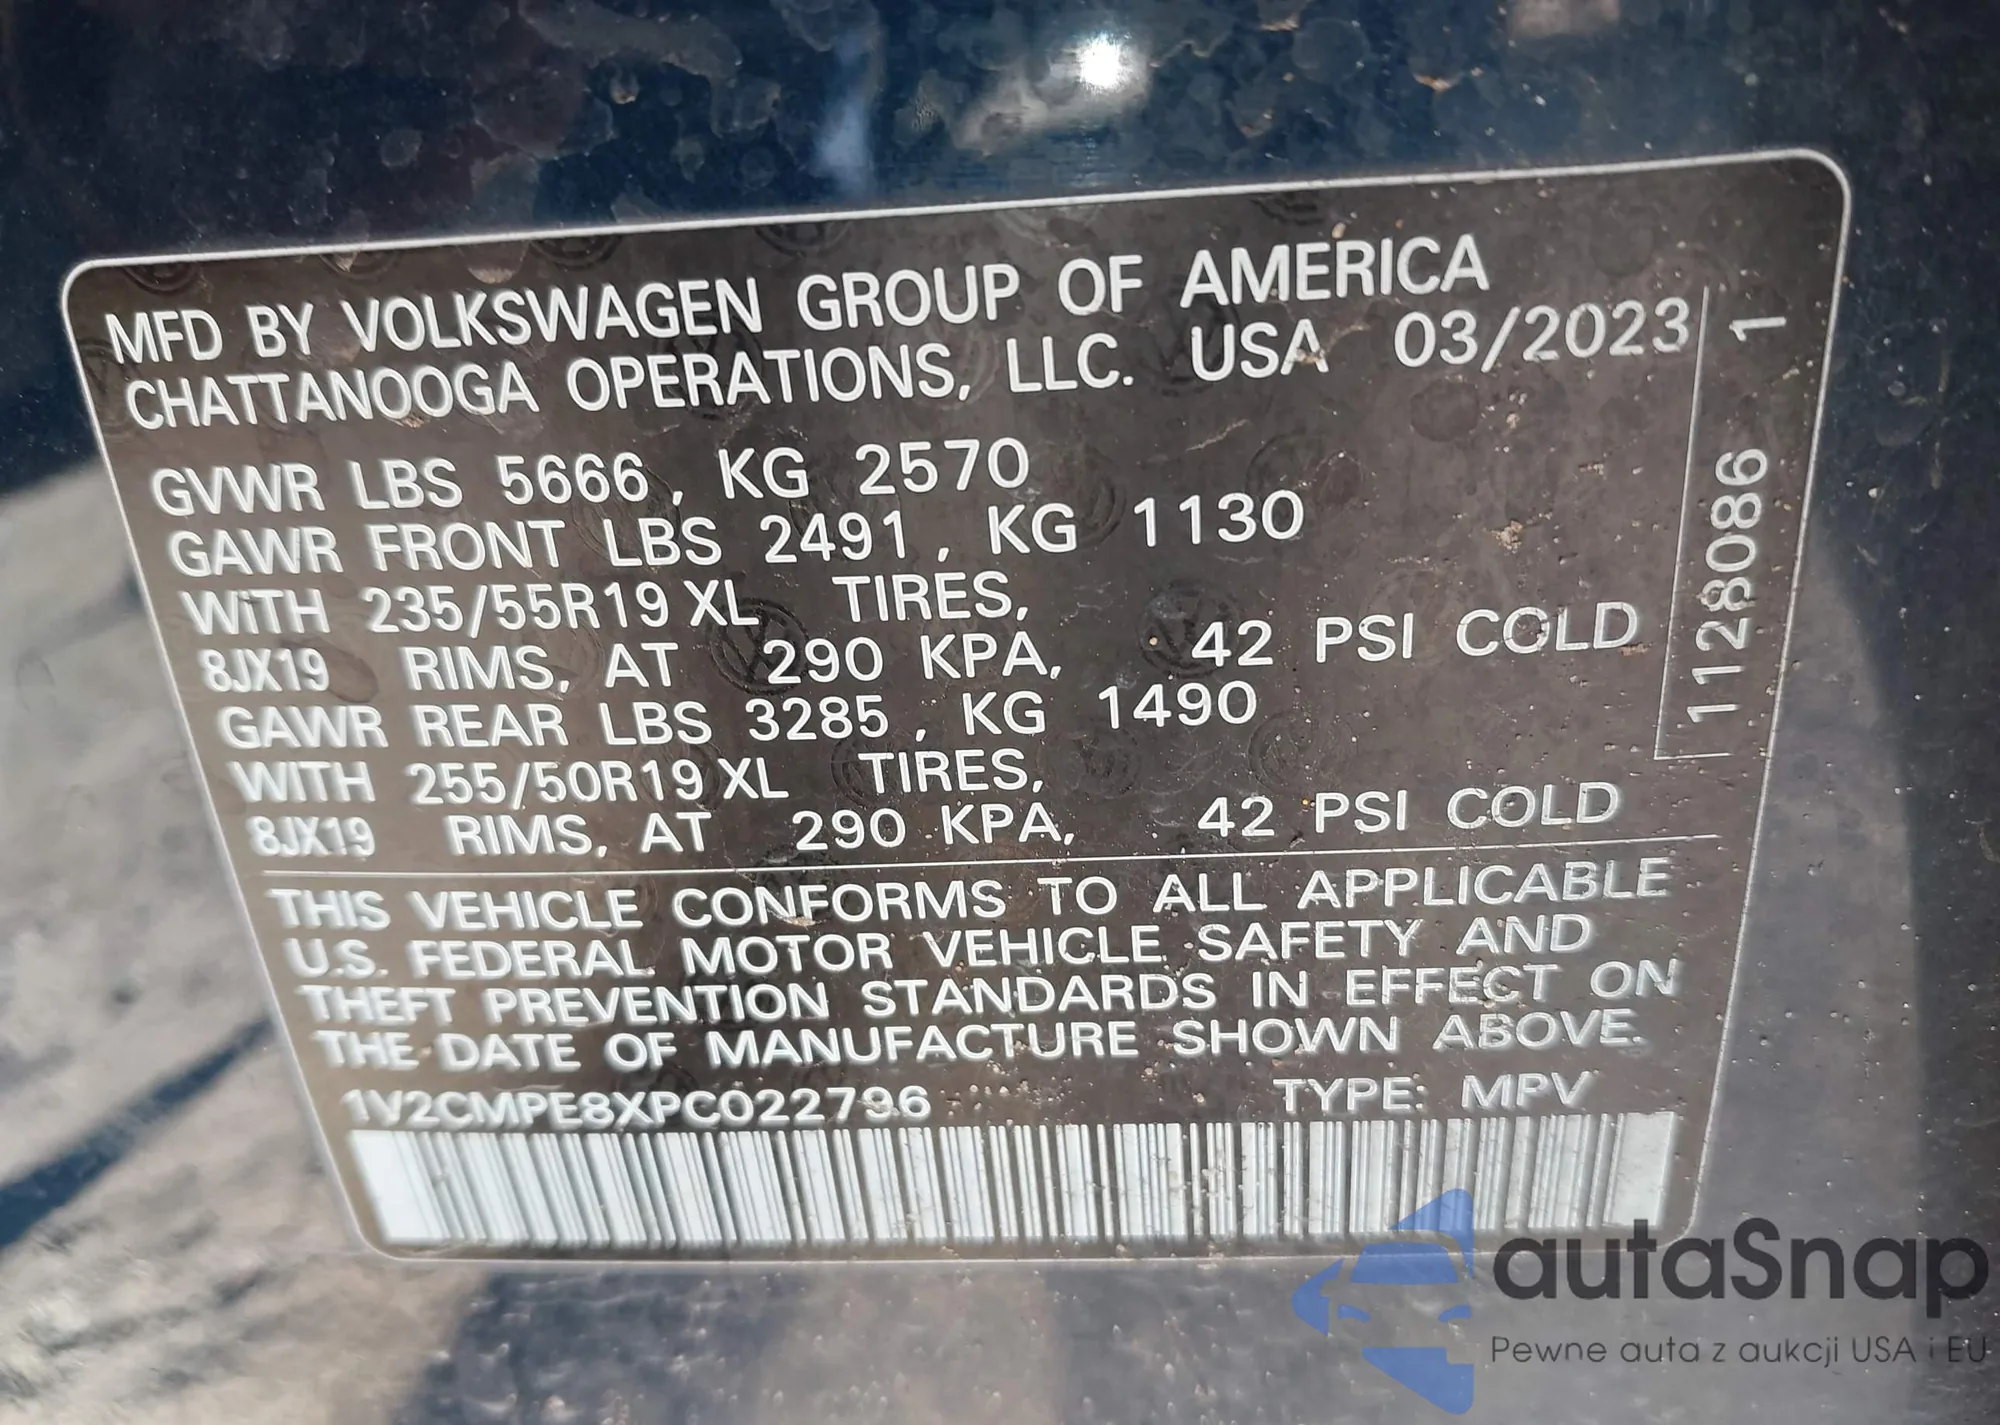 MFD BY VOLKSWAGEN GROUP OF AMERICA
CHATTANOOGA OPERATIONS, LLC. USA 03/2023
GVWR LBS 5666, KG 2570
GAWR FRONT LBS 2491, KG 1130
WITH 235/55R19 XL TIRES,
8JX19 RIMS, AT 290 KPA, 42 PSI COLD
GAWR REAR LBS 3285, KG 1490
WITH 255/50R19 XL TIRES,
8JX19 RIMS, AT 290 KPA, 42 PSI COLD
1128086 1
THIS VEHICLE CONFORMS TO ALL APPLICABLE
U.S. FEDERAL MOTOR VEHICLE SAFETY AND
THEFT PREVENTION STANDARDS IN EFFECT ON
THE DATE OF MANUFACTURE SHOWN ABOVE.
1V2CMPE8XPC022796 TYPE: MPV
autaSnap
Pewne auta z aukcji USA i EU